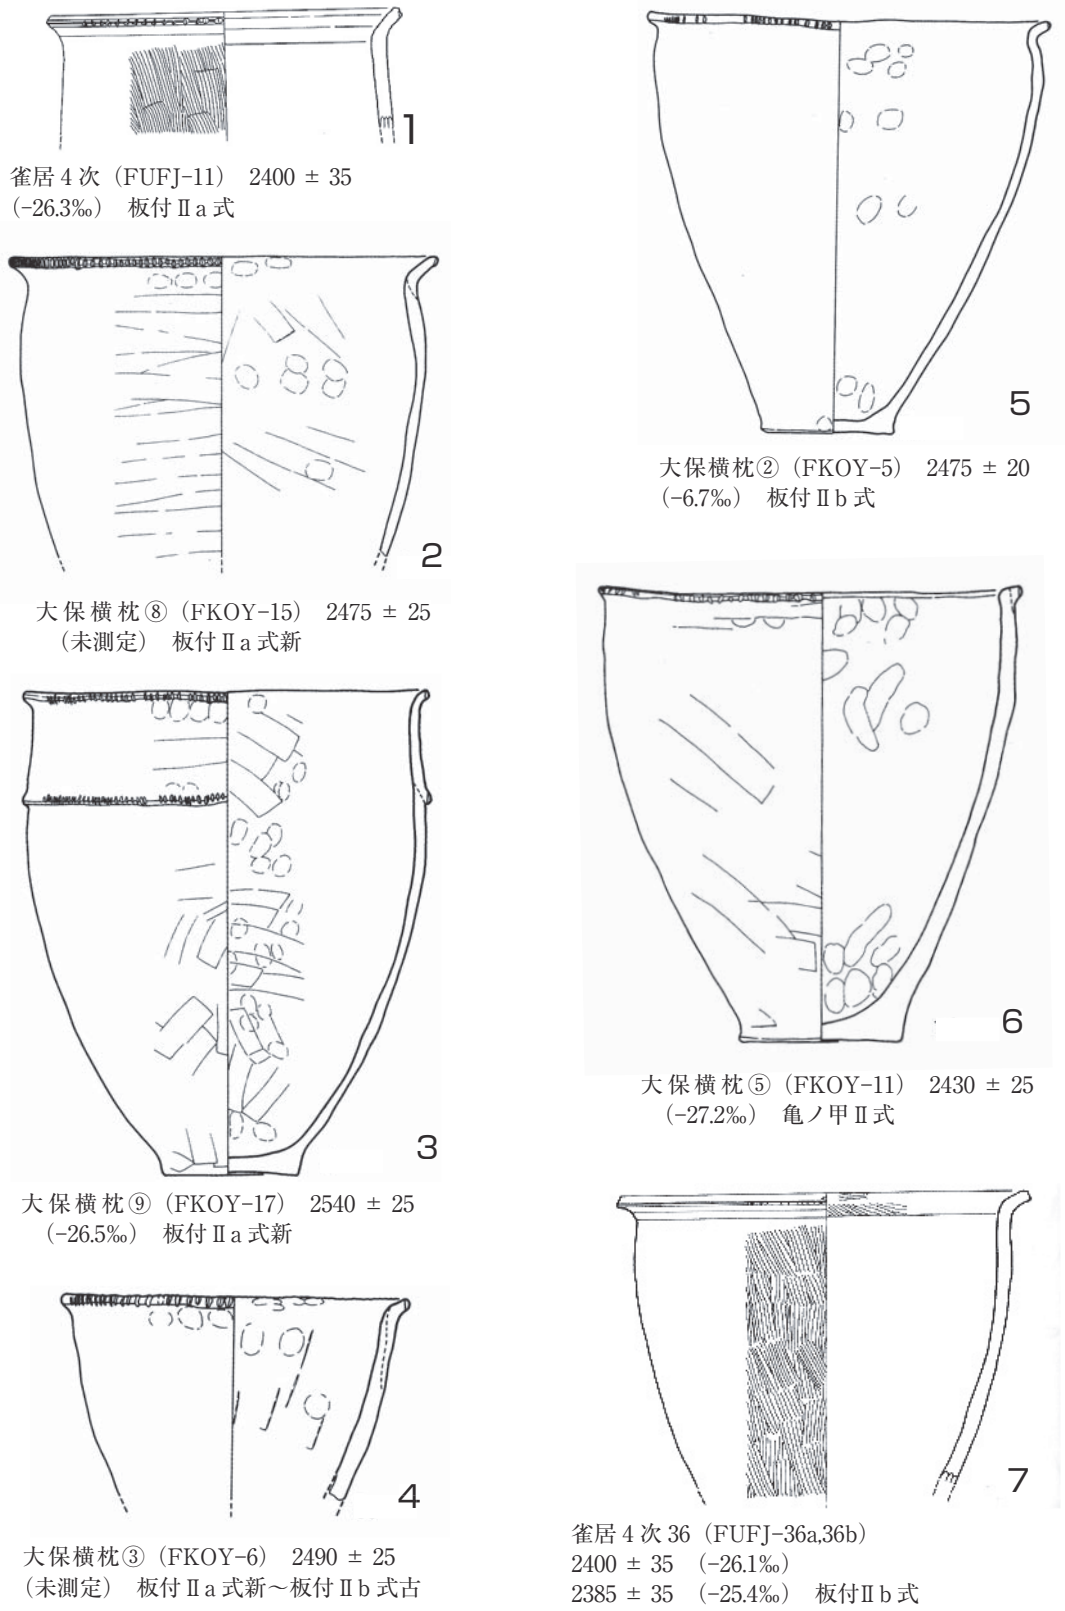 1
雀居4次（FUFJ-11） 2400 ± 35
（-26.3‰） 板付Ⅱa式
2
大保横枕⑧（FKOY-15） 2475 ± 25
（未測定） 板付Ⅱa式新
3
大保横枕⑨（FKOY-17） 2540 ± 25
（-26.5‰） 板付Ⅱa式新
4
大保横枕③（FKOY-6） 2490 ± 25
（未測定） 板付Ⅱa式新～板付Ⅱb式古
5
大保横枕②（FKOY-5） 2475 ± 20
（-6.7‰） 板付Ⅱb式
6
大保横枕⑤（FKOY-11） 2430 ± 25
（-27.2‰） 亀ノ甲Ⅱ式
7
雀居4次36（FUFJ-36a,36b）
2400 ± 35 （-26.1‰）
2385 ± 35 （-25.4‰） 板付Ⅱb式